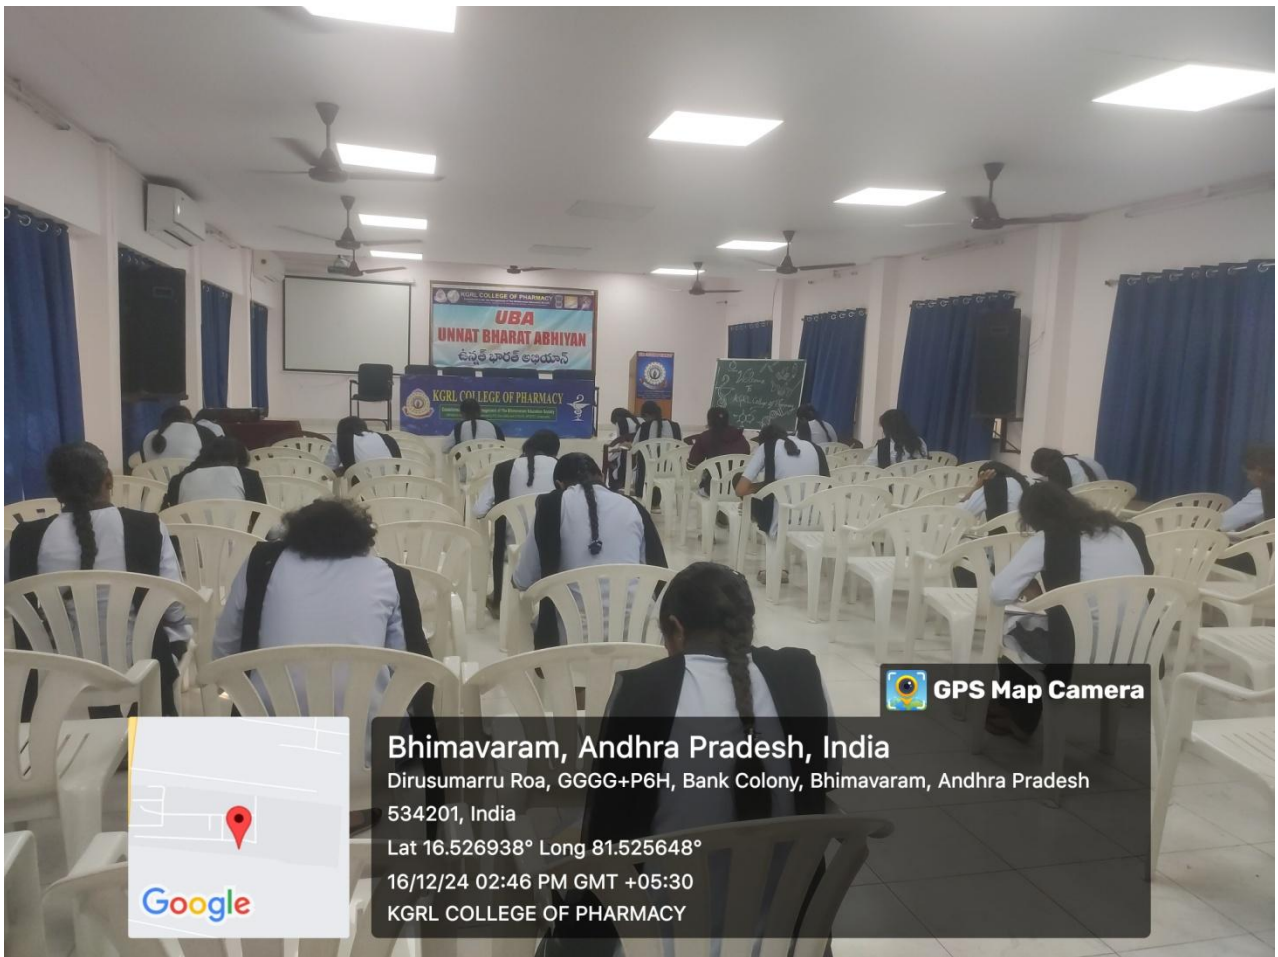 KGRL COLLEGE OF PHARMACY
UBA
UNNAT BHARAT ABHIYAN
ఉన్నత్ భారత్ అభియాన్
KGRL COLLEGE OF PHARMACY
GPS Map Camera
Bhimavaram, Andhra Pradesh, India
Dirusumarru Roa, GGGG+P6H, Bank Colony, Bhimavaram, Andhra Pradesh
534201, India
Lat 16.526938° Long 81.525648°
16/12/24 02:46 PM GMT +05:30
KGRL COLLEGE OF PHARMACY
Google